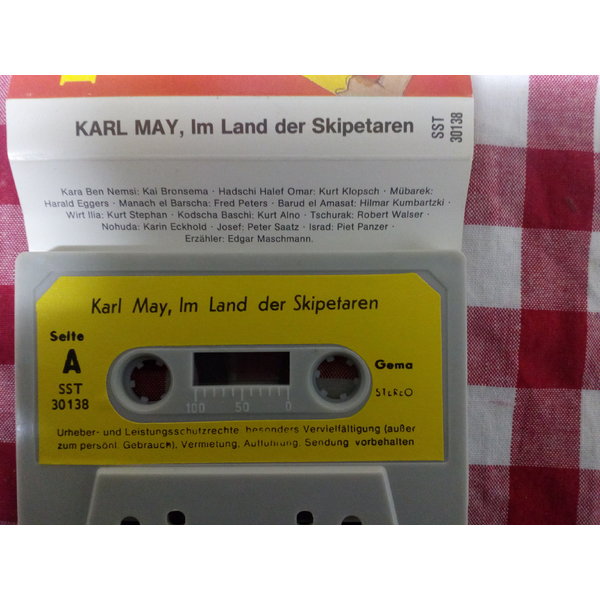 KARL MAY, Im Land der Skipetaren
SST
30138
Kara Ben Nemsi: Kai Bronsema · Hadschi Halef Omar: Kurt Klopsch · Mübarek:
Harald Eggers · Manach el Barscha: Fred Peters · Barud el Amasat: Hilmar Kumbartzki ·
Wirt Ilia: Kurt Stephan · Kodscha Baschi: Kurt Alno · Tschurak: Robert Walser ·
Nohuda: Karin Eckhold · Josef: Peter Saatz · Israd: Piet Panzer ·
Erzähler: Edgar Maschmann.
Karl May, Im Land der Skipetaren
Seite
A
SST
30138
100 50 0
Gema
STEREO
Urheber- und Leistungsschutzrechte besonders Vervielfältigung (außer
zum persönl. Gebrauch), Vermietung, Aufführung, Sendung vorbehalten